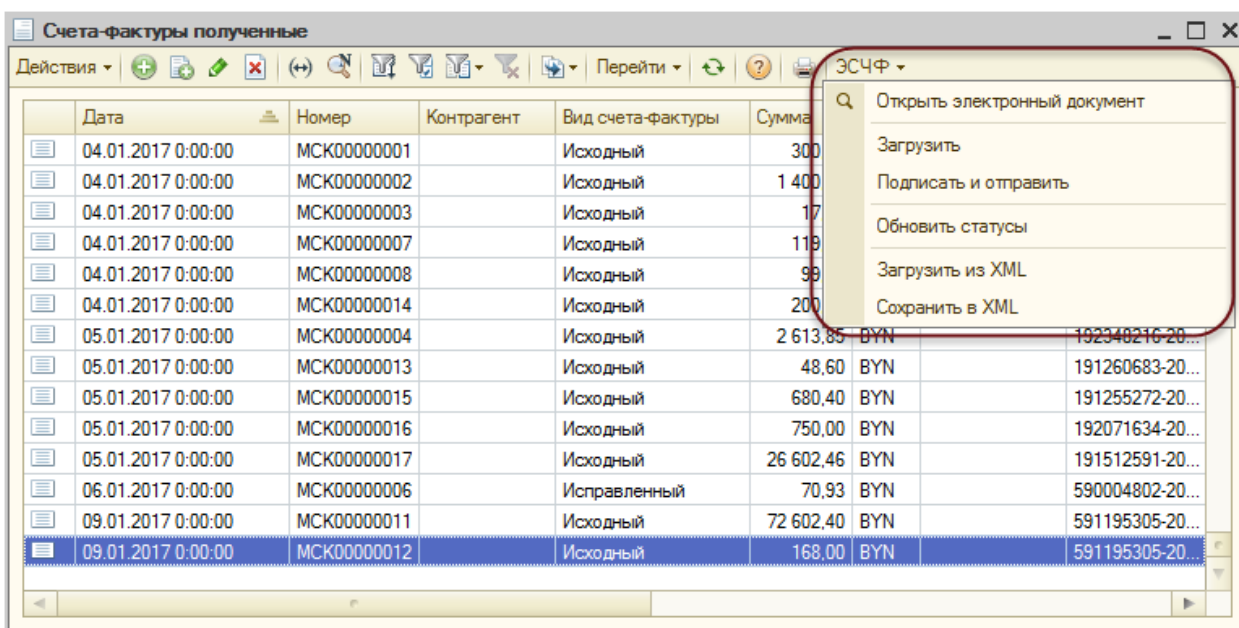 Счета-фактуры полученные
Действия Перейти ЭСЧФ
Открыть электронный документ
Загрузить
Подписать и отправить
Обновить статусы
Загрузить из XML
Сохранить в XML
Дата Номер Контрагент Вид счета-фактуры Сумма
04.01.2017 0:00:00 МСК00000001 Исходный 300
04.01.2017 0:00:00 МСК00000002 Исходный 1 400
04.01.2017 0:00:00 МСК00000003 Исходный 17
04.01.2017 0:00:00 МСК00000007 Исходный 119
04.01.2017 0:00:00 МСК00000008 Исходный 99
04.01.2017 0:00:00 МСК00000014 Исходный 200
05.01.2017 0:00:00 МСК00000004 Исходный 2 613,85 BYN 192348216-20...
05.01.2017 0:00:00 МСК00000013 Исходный 48,60 BYN 191260683-20...
05.01.2017 0:00:00 МСК00000015 Исходный 680,40 BYN 191255272-20...
05.01.2017 0:00:00 МСК00000016 Исходный 750,00 BYN 192071634-20...
05.01.2017 0:00:00 МСК00000017 Исходный 26 602,46 BYN 191512591-20...
06.01.2017 0:00:00 МСК00000006 Исправленный 70,93 BYN 590004802-20...
09.01.2017 0:00:00 МСК00000011 Исходный 72 602,40 BYN 591195305-20...
09.01.2017 0:00:00 МСК00000012 Исходный 168,00 BYN 591195305-20...